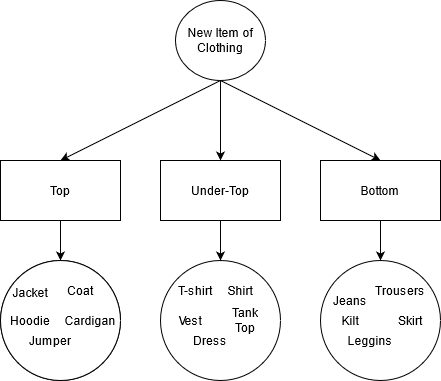 New Item of
Clothing
Top
Under-Top
Bottom
Jacket
Coat
Hoodie
Cardigan
Jumper
T-shirt
Shirt
Vest
Tank
Top
Dress
Jeans
Trousers
Kilt
Skirt
Leggins